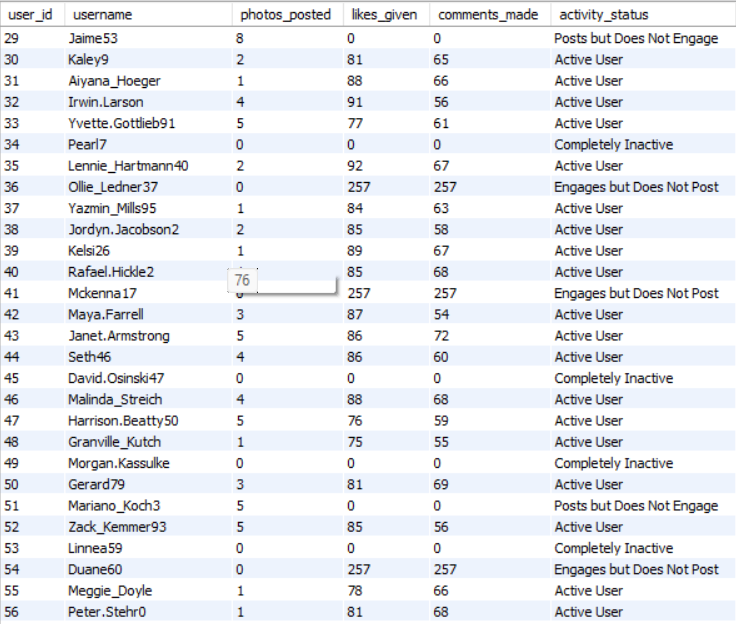 user_id username photos_posted likes_given comments_made activity_status
29 Jaime53 8 0 0 Posts but Does Not Engage
30 Kaley9 2 81 65 Active User
31 Aiyana_Hoeger 1 88 66 Active User
32 Irwin.Larson 4 91 56 Active User
33 Yvette.Gottlieb91 5 77 61 Active User
34 Pearl7 0 0 0 Completely Inactive
35 Lennie_Hartmann40 2 92 67 Active User
36 Ollie_Ledner37 0 257 257 Engages but Does Not Post
37 Yazmin_Mills95 1 84 63 Active User
38 Jordyn.Jacobson2 2 85 58 Active User
39 Kelsi26 1 89 67 Active User
40 Rafael.Hickle2 85 68 Active User
76
41 Mckenna17 257 257 Engages but Does Not Post
42 Maya.Farrell 3 87 54 Active User
43 Janet.Armstrong 5 86 72 Active User
44 Seth46 4 86 60 Active User
45 David.Osinski47 0 0 0 Completely Inactive
46 Malinda_Streich 4 88 68 Active User
47 Harrison.Beatty50 5 76 59 Active User
48 Granville_Kutch 1 75 55 Active User
49 Morgan.Kassulke 0 0 0 Completely Inactive
50 Gerard79 3 81 69 Active User
51 Mariano_Koch3 5 0 0 Posts but Does Not Engage
52 Zack_Kemmer93 5 85 56 Active User
53 Linnea59 0 0 0 Completely Inactive
54 Duane60 0 257 257 Engages but Does Not Post
55 Meggie_Doyle 1 78 66 Active User
56 Peter.Stehr0 1 81 68 Active User